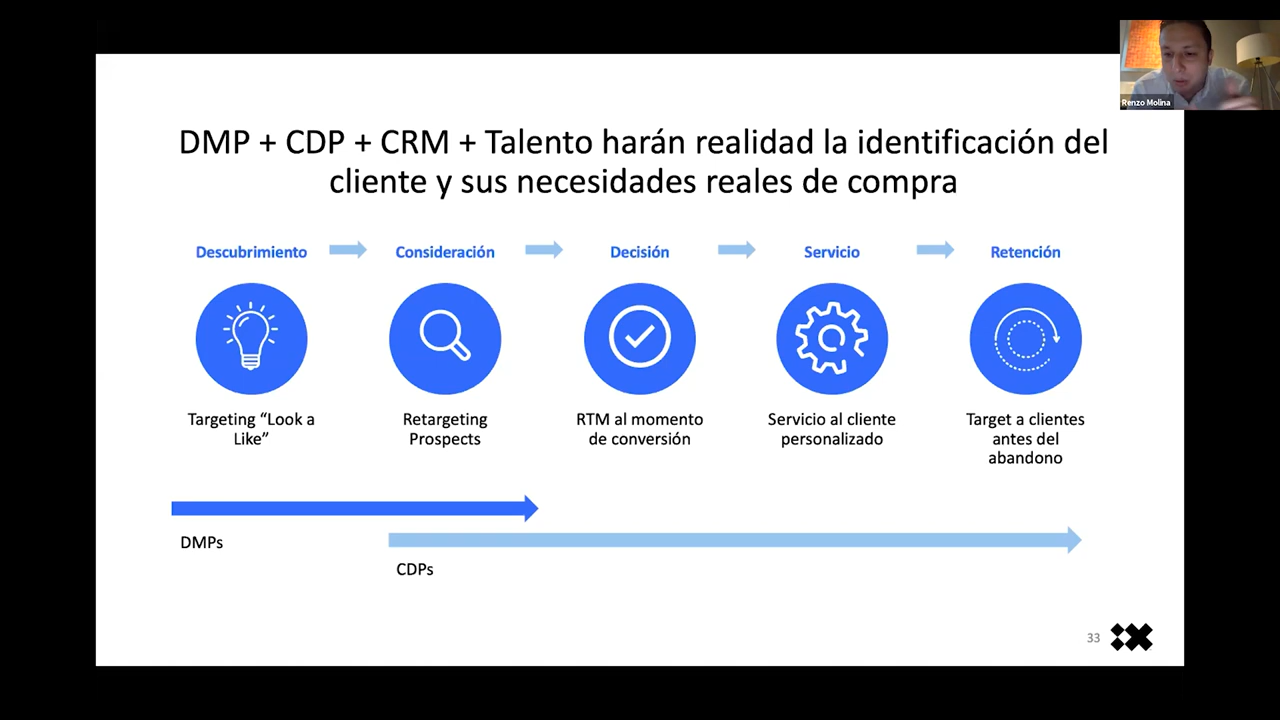 Renzo Molina
DMP + CDP + CRM + Talento harán realidad la identificación del
cliente y sus necesidades reales de compra
Descubrimiento
Consideración
Decisión
Servicio
Retención
Targeting “Look a
Like”
Retargeting
Prospects
RTM al momento
de conversión
Servicio al cliente
personalizado
Target a clientes
antes del
abandono
DMPs
CDPs
33